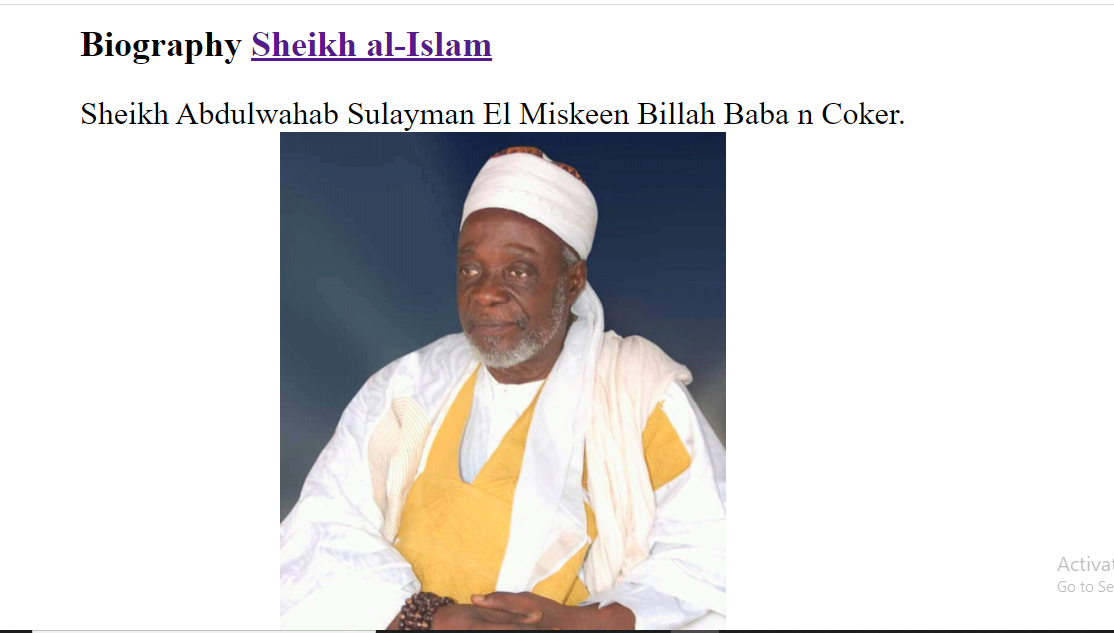 Biography Sheikh al-Islam
Sheikh Abdulwahab Sulayman El Miskeen Billah Baba n Coker.
Activat
Go to Se